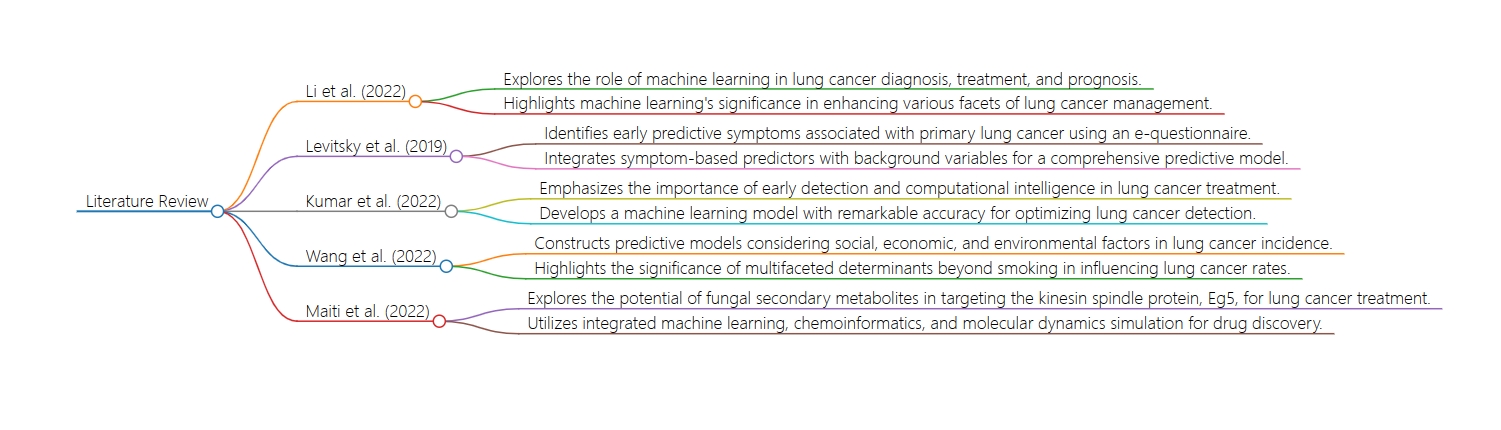 Literature Review
Li et al. (2022)
Explores the role of machine learning in lung cancer diagnosis, treatment, and prognosis.
Highlights machine learning's significance in enhancing various facets of lung cancer management.
Levitsky et al. (2019)
Identifies early predictive symptoms associated with primary lung cancer using an e-questionnaire.
Integrates symptom-based predictors with background variables for a comprehensive predictive model.
Kumar et al. (2022)
Emphasizes the importance of early detection and computational intelligence in lung cancer treatment.
Develops a machine learning model with remarkable accuracy for optimizing lung cancer detection.
Wang et al. (2022)
Constructs predictive models considering social, economic, and environmental factors in lung cancer incidence.
Highlights the significance of multifaceted determinants beyond smoking in influencing lung cancer rates.
Maiti et al. (2022)
Explores the potential of fungal secondary metabolites in targeting the kinesin spindle protein, Eg5, for lung cancer treatment.
Utilizes integrated machine learning, chemoinformatics, and molecular dynamics simulation for drug discovery.